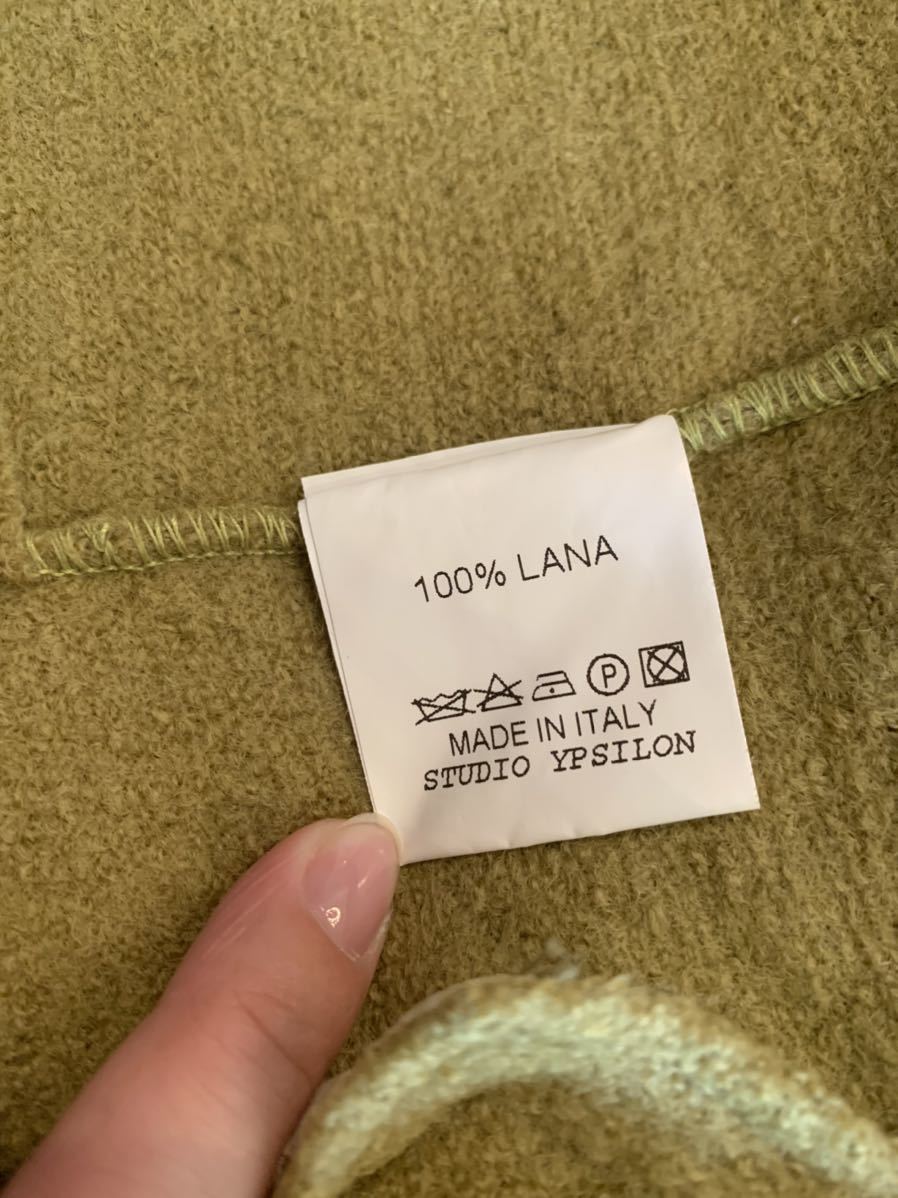 100% LANA
P
MADE IN ITALY
STUDIO YPSILON